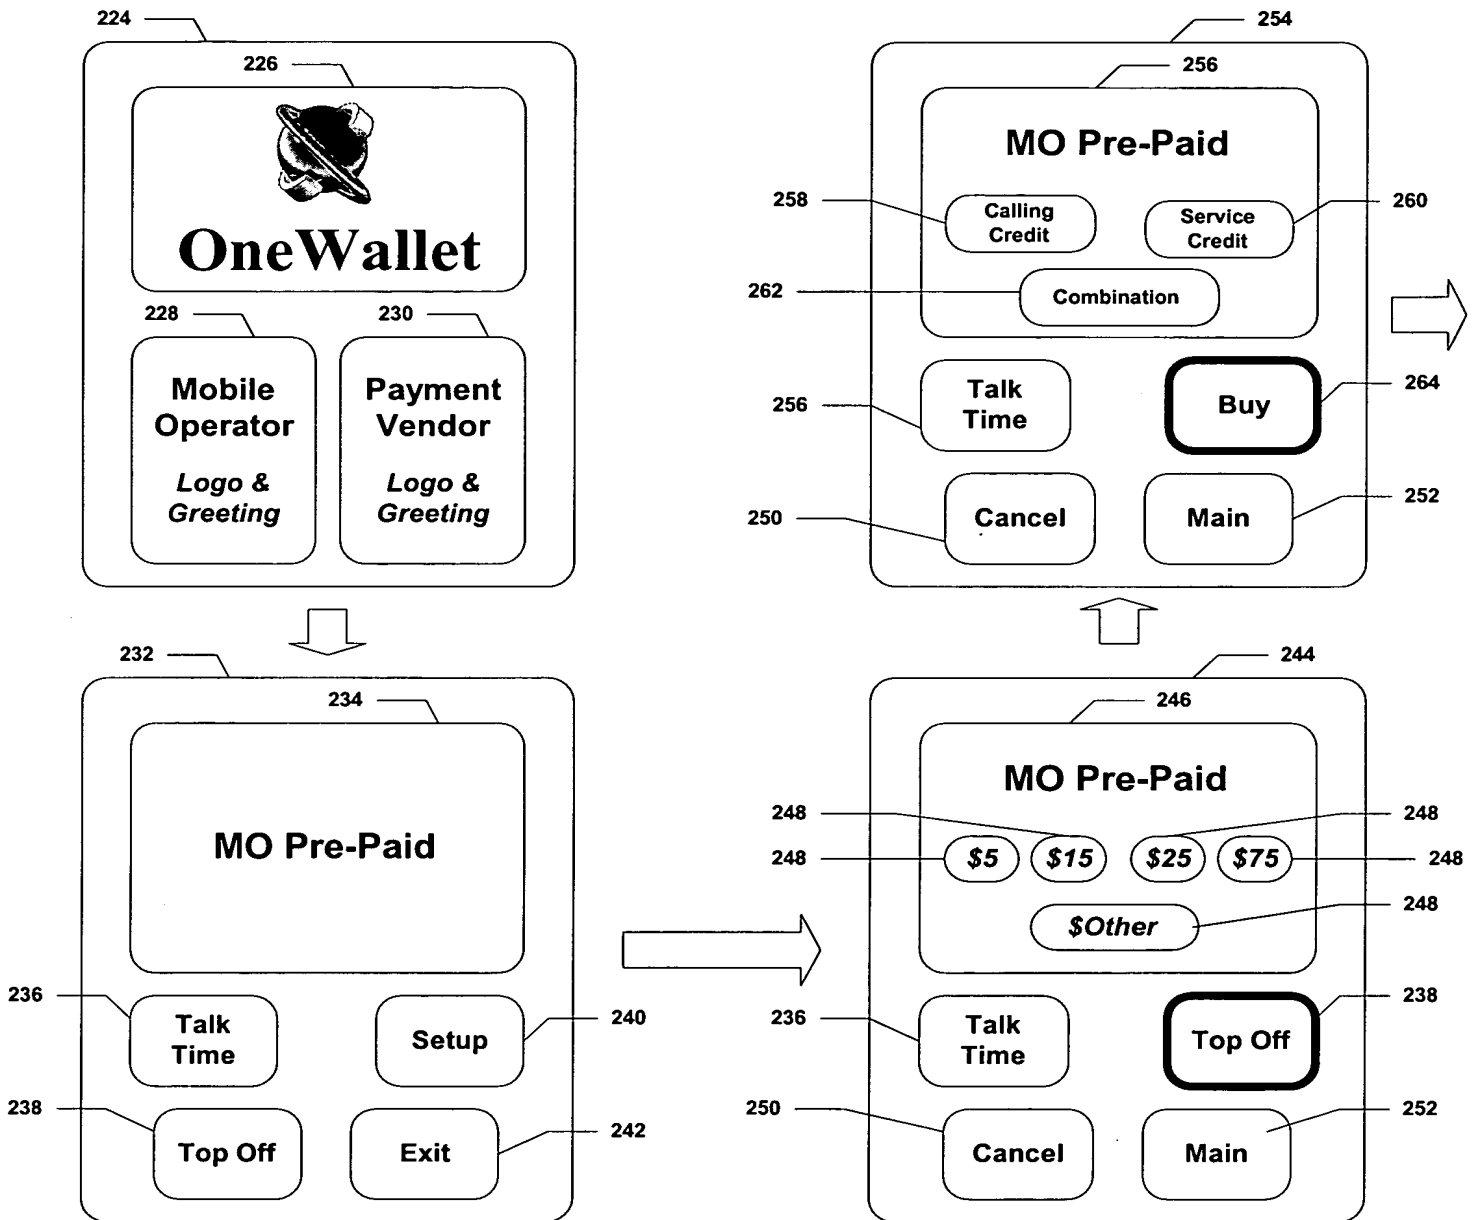 224
226
OneWallet
228
230
Mobile
Operator
Logo &
Greeting
Payment
Vendor
Logo &
Greeting
232
234
MO Pre-Paid
236
Talk
Time
Setup
240
238
Top Off
Exit
242
254
256
MO Pre-Paid
258
Calling
Credit
Service
Credit
260
262
Combination
256
Talk
Time
Buy
264
250
Cancel
Main
252
244
246
MO Pre-Paid
248
248
248
$5
$15
$25
$75
248
$Other
248
236
Talk
Time
Top Off
238
250
Cancel
Main
252